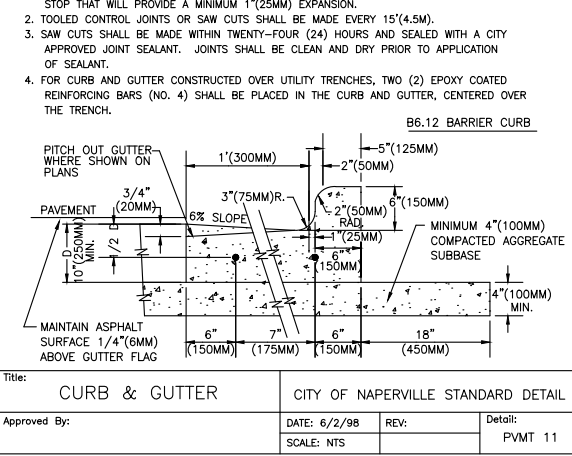 STOP THAT WILL PROVIDE A MINIMUM 1"(25MM) EXPANSION.
2. TOOLED CONTROL JOINTS OR SAW CUTS SHALL BE MADE EVERY 15'(4.5M).
3. SAW CUTS SHALL BE MADE WITHIN TWENTY-FOUR (24) HOURS AND SEALED WITH A CITY
APPROVED JOINT SEALANT. JOINTS SHALL BE CLEAN AND DRY PRIOR TO APPLICATION
OF SEALANT.
4. FOR CURB AND GUTTER CONSTRUCTED OVER UTILITY TRENCHES, TWO (2) EPOXY COATED
REINFORCING BARS (NO. 4) SHALL BE PLACED IN THE CURB AND GUTTER, CENTERED OVER
THE TRENCH.
B6.12 BARRIER CURB
PITCH OUT GUTTER
WHERE SHOWN ON
PLANS
1'(300MM)
5"(125MM)
2"(50MM)
3/4"
(20MM)
3"(75MM)R.
2"(50MM)
RAD.
6"(150MM)
PAVEMENT
6% SLOPE
1"(25MM)
MINIMUM 4"(100MM)
COMPACTED AGGREGATE
SUBBASE
D
10"(250MM)
MIN.
1/2 D
6"
(150MM)
4"(100MM)
MIN.
MAINTAIN ASPHALT
SURFACE 1/4"(6MM)
ABOVE GUTTER FLAG
6"
(150MM)
7"
(175MM)
6"
(150MM)
18"
(450MM)
Title:
CURB & GUTTER
CITY OF NAPERVILLE STANDARD DETAIL
Approved By:
DATE: 6/2/98
REV:
Detail:
PVMT 11
SCALE: NTS